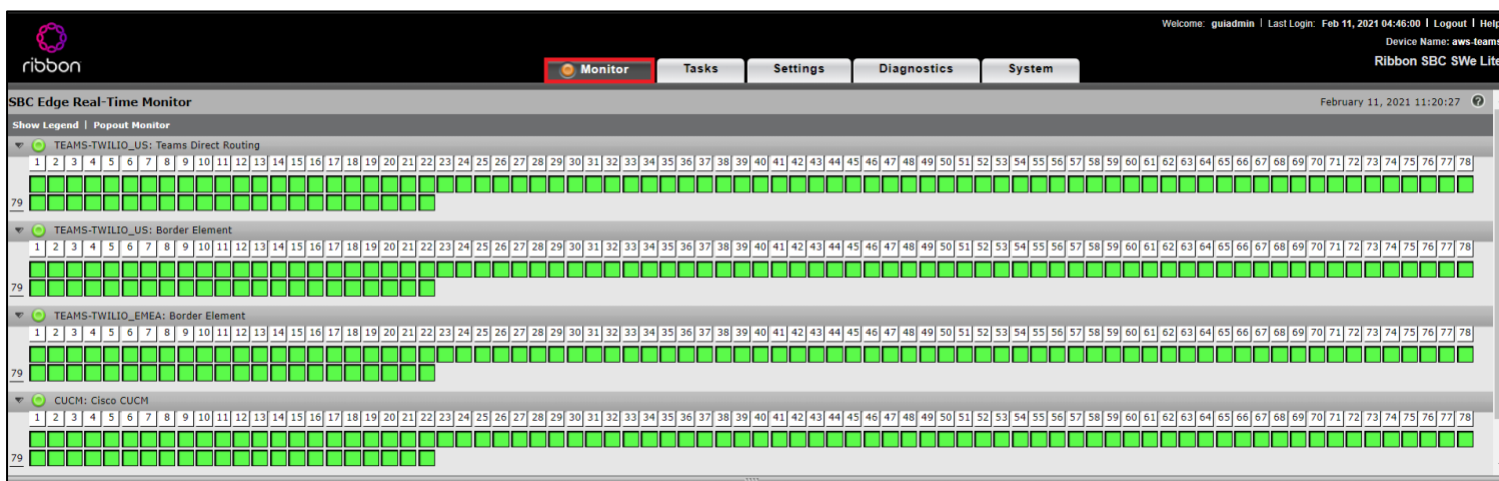 Welcome: guiadmin | Last Login: Feb 11, 2021 04:46:00 | Logout | Help
Device Name: aws-teams
ribbon
Monitor Tasks Settings Diagnostics System
Ribbon SBC SWe Lite
SBC Edge Real-Time Monitor February 11, 2021 11:20:27 ?
Show Legend | Popout Monitor
TEAMS-TWILIO_US: Teams Direct Routing
1 2 3 4 5 6 7 8 9 10 11 12 13 14 15 16 17 18 19 20 21 22 23 24 25 26 27 28 29 30 31 32 33 34 35 36 37 38 39 40 41 42 43 44 45 46 47 48 49 50 51 52 53 54 55 56 57 58 59 60 61 62 63 64 65 66 67 68 69 70 71 72 73 74 75 76 77 78
79
TEAMS-TWILIO_US: Border Element
1 2 3 4 5 6 7 8 9 10 11 12 13 14 15 16 17 18 19 20 21 22 23 24 25 26 27 28 29 30 31 32 33 34 35 36 37 38 39 40 41 42 43 44 45 46 47 48 49 50 51 52 53 54 55 56 57 58 59 60 61 62 63 64 65 66 67 68 69 70 71 72 73 74 75 76 77 78
79
TEAMS-TWILIO_EMEA: Border Element
1 2 3 4 5 6 7 8 9 10 11 12 13 14 15 16 17 18 19 20 21 22 23 24 25 26 27 28 29 30 31 32 33 34 35 36 37 38 39 40 41 42 43 44 45 46 47 48 49 50 51 52 53 54 55 56 57 58 59 60 61 62 63 64 65 66 67 68 69 70 71 72 73 74 75 76 77 78
79
CUCM: Cisco CUCM
1 2 3 4 5 6 7 8 9 10 11 12 13 14 15 16 17 18 19 20 21 22 23 24 25 26 27 28 29 30 31 32 33 34 35 36 37 38 39 40 41 42 43 44 45 46 47 48 49 50 51 52 53 54 55 56 57 58 59 60 61 62 63 64 65 66 67 68 69 70 71 72 73 74 75 76 77 78
79